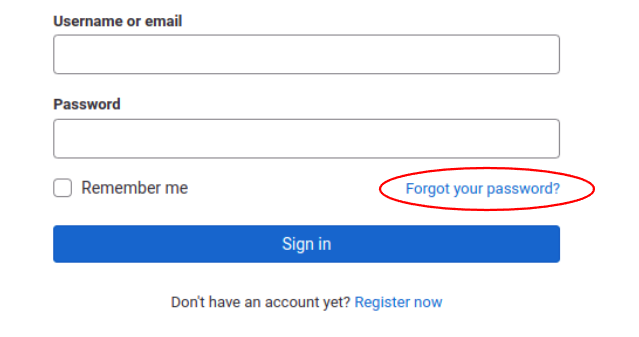 Username or email
Password
Remember me
Forgot your password?
Sign in
Don't have an account yet? Register now